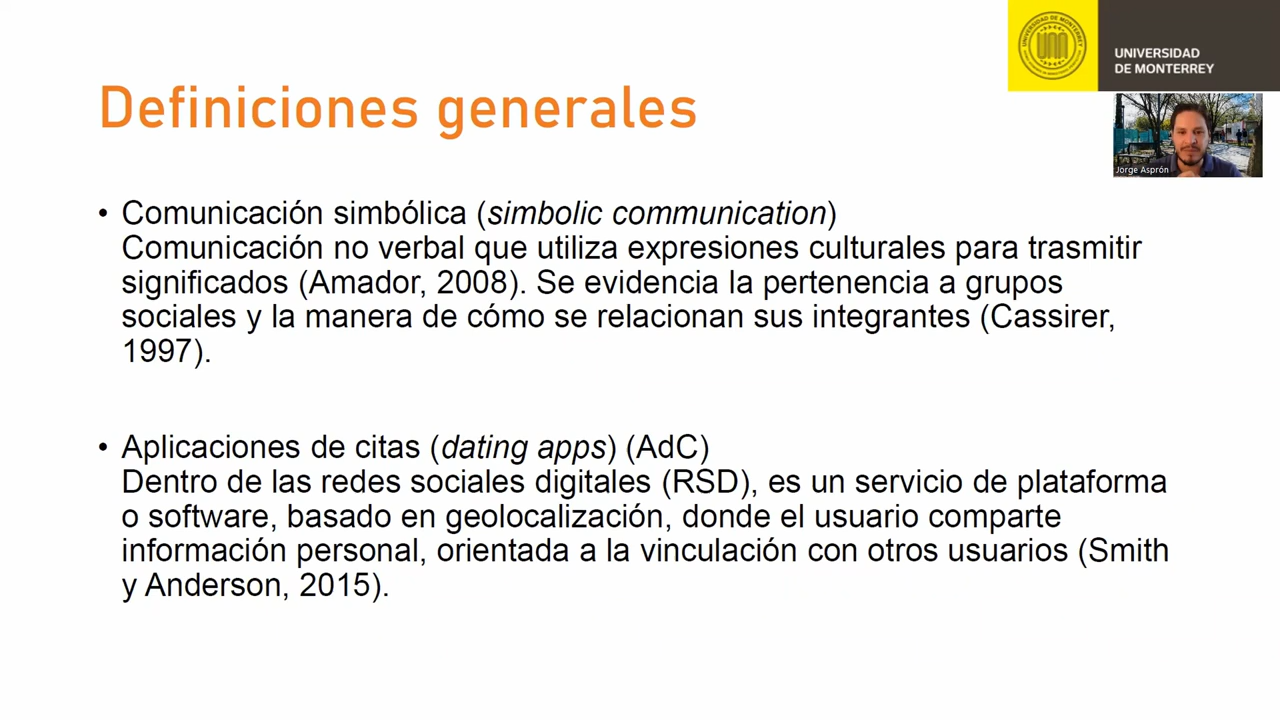 UNIVERSIDAD
DE MONTERREY
Definiciones generales
Jorge Asprón
• Comunicación simbólica (simbolic communication)
Comunicación no verbal que utiliza expresiones culturales para trasmitir
significados (Amador, 2008). Se evidencia la pertenencia a grupos
sociales y la manera de cómo se relacionan sus integrantes (Cassirer,
1997).
• Aplicaciones de citas (dating apps) (AdC)
Dentro de las redes sociales digitales (RSD), es un servicio de plataforma
o software, basado en geolocalización, donde el usuario comparte
información personal, orientada a la vinculación con otros usuarios (Smith
y Anderson, 2015).